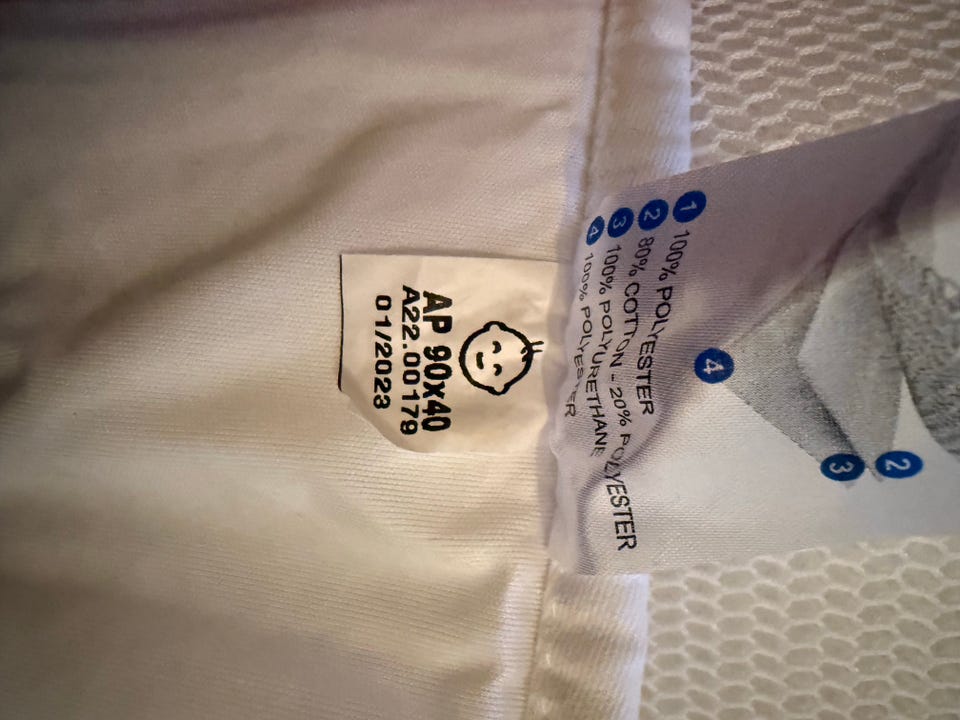 AP 90x40
A22.00179
01/2023
1 100% POLYESTER
2 80% COTTON - 20% POLYESTER
3 100% POLYURETHANE
4 100% POLYESTER
4
2
3